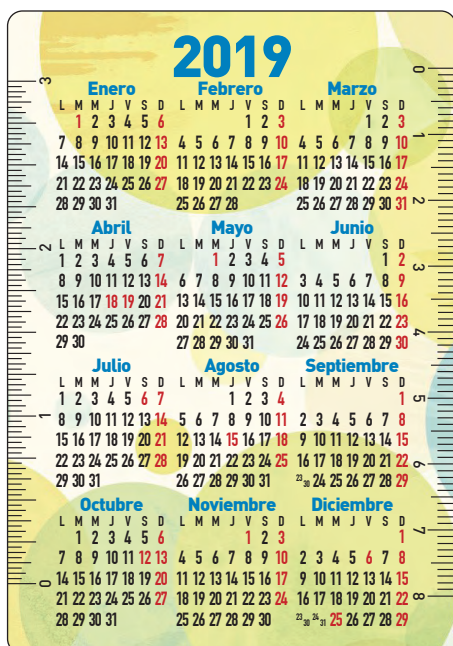 2019
Enero
L M M J V S D
1 2 3 4 5 6
7 8 9 10 11 12 13
14 15 16 17 18 19 20
21 22 23 24 25 26 27
28 29 30 31
Febrero
L M M J V S D
1 2 3
4 5 6 7 8 9 10
11 12 13 14 15 16 17
18 19 20 21 22 23 24
25 26 27 28
Marzo
L M M J V S D
1 2 3
4 5 6 7 8 9 10
11 12 13 14 15 16 17
18 19 20 21 22 23 24
25 26 27 28 29 30 31
Abril
L M M J V S D
1 2 3 4 5 6 7
8 9 10 11 12 13 14
15 16 17 18 19 20 21
22 23 24 25 26 27 28
29 30
Mayo
L M M J V S D
1 2 3 4 5
6 7 8 9 10 11 12
13 14 15 16 17 18 19
20 21 22 23 24 25 26
27 28 29 30 31
Junio
L M M J V S D
1 2
3 4 5 6 7 8 9
10 11 12 13 14 15 16
17 18 19 20 21 22 23
24 25 26 27 28 29 30
Julio
L M M J V S D
1 2 3 4 5 6 7
8 9 10 11 12 13 14
15 16 17 18 19 20 21
22 23 24 25 26 27 28
29 30 31
Agosto
L M M J V S D
1 2 3 4
5 6 7 8 9 10 11
12 13 14 15 16 17 18
19 20 21 22 23 24 25
26 27 28 29 30 31
Septiembre
L M M J V S D
1
2 3 4 5 6 7 8
9 10 11 12 13 14 15
16 17 18 19 20 21 22
23 30 24 25 26 27 28 29
Octubre
L M M J V S D
1 2 3 4 5 6
7 8 9 10 11 12 13
14 15 16 17 18 19 20
21 22 23 24 25 26 27
28 29 30 31
Noviembre
L M M J V S D
1 2 3
4 5 6 7 8 9 10
11 12 13 14 15 16 17
18 19 20 21 22 23 24
25 26 27 28 29 30
Diciembre
L M M J V S D
1
2 3 4 5 6 7 8
9 10 11 12 13 14 15
16 17 18 19 20 21 22
23 30 24 31 25 26 27 28 29
3
2
1
0
0
1
2
3
4
5
6
7
8